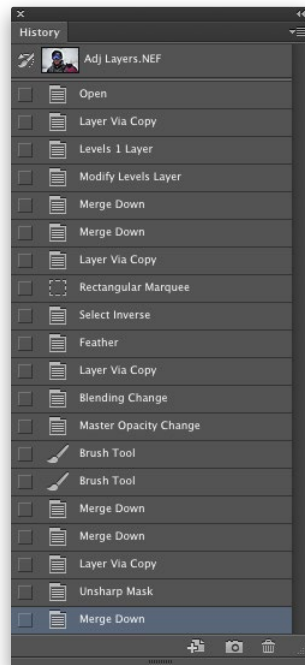 History
Adj Layers.NEF
Open
Layer Via Copy
Levels 1 Layer
Modify Levels Layer
Merge Down
Merge Down
Layer Via Copy
Rectangular Marquee
Select Inverse
Feather
Layer Via Copy
Blending Change
Master Opacity Change
Brush Tool
Brush Tool
Merge Down
Merge Down
Layer Via Copy
Unsharp Mask
Merge Down